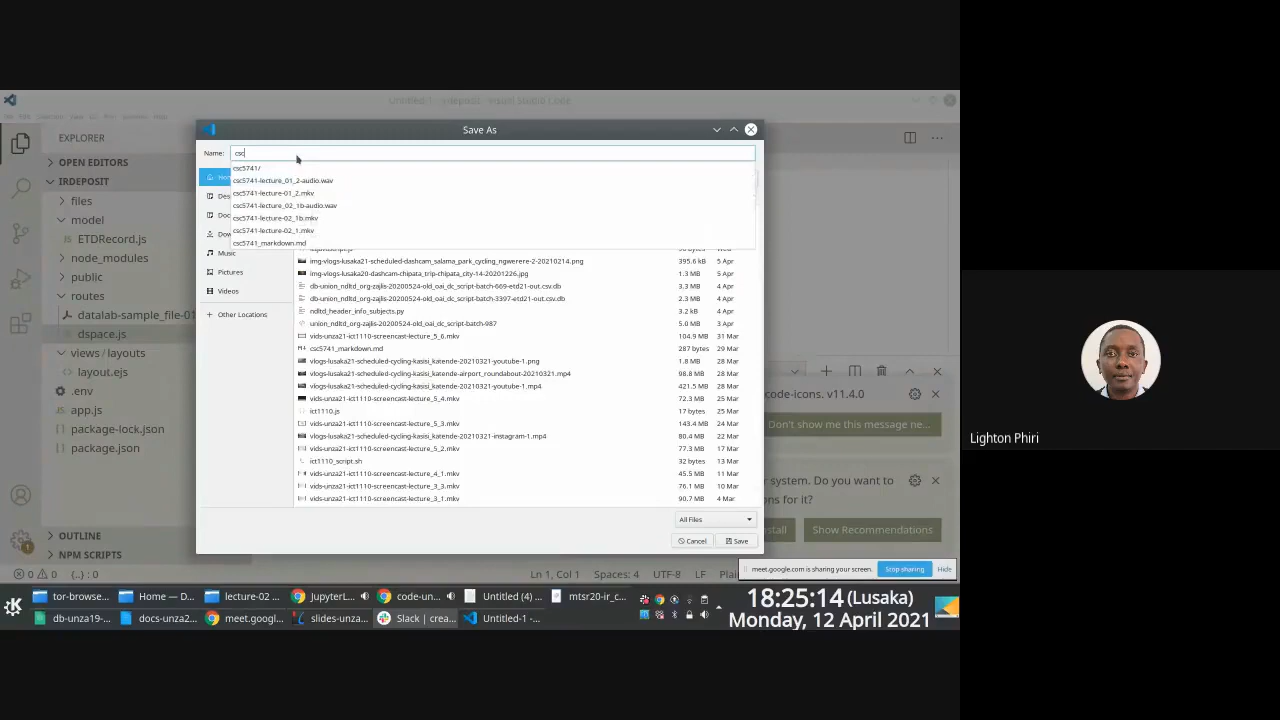 Untitled-1 - irdeposit - Visual Studio Code
Save As
EXPLORER
OPEN EDITORS
IRDEPOSIT
files
model
ETDRecord.js
node_modules
public
routes
datalab-sample_file-01
dspace.js
views / layouts
layout.ejs
.env
app.js
package-lock.json
package.json
OUTLINE
NPM SCRIPTS
Name: csc
csc5741/
csc5741-lecture_01_2-audio.wav
csc5741-lecture-01_2.mkv
csc5741-lecture_02_1b-audio.wav
csc5741-lecture-02_1b.mkv
csc5741-lecture-02_1.mkv
csc5741_markdown.md
Music
Pictures
Videos
Other Locations
img-vlogs-lusaka21-scheduled-dashcam_salama_park_cycling_ngwerere-2-20210214.png 395.6 kB 5 Apr
img-vlogs-lusaka20-dashcam-chipata_trip-chipata_city-14-20201226.jpg 1.3 MB 5 Apr
db-union_ndltd_org-zajlis-20200524-old_oai_dc_script-batch-669-etd21-out.csv.db 3.3 MB 4 Apr
db-union_ndltd_org-zajlis-20200524-old_oai_dc_script-batch-3397-etd21-out.csv.db 2.3 MB 4 Apr
ndltd_header_info_subjects.py 3.2 kB 4 Apr
union_ndltd_org-zajlis-20200524-old_oai_dc_script-batch-987 5.0 MB 3 Apr
vids-unza21-ict1110-screencast-lecture_5_6.mkv 104.9 MB 31 Mar
csc5741_markdown.md 287 bytes 29 Mar
vlogs-lusaka21-scheduled-cycling-kasisi_katende-20210321-youtube-1.png 1.8 MB 28 Mar
vlogs-lusaka21-scheduled-cycling-kasisi_katende-airport_roundabout-20210321.mp4 98.8 MB 28 Mar
vlogs-lusaka21-scheduled-cycling-kasisi_katende-20210321-youtube-1.mp4 421.5 MB 28 Mar
vids-unza21-ict1110-screencast-lecture_5_4.mkv 72.3 MB 25 Mar
ict1110.js 17 bytes 25 Mar
vids-unza21-ict1110-screencast-lecture_5_3.mkv 143.4 MB 24 Mar
vlogs-lusaka21-scheduled-cycling-kasisi_katende-20210321-instagram-1.mp4 80.4 MB 22 Mar
vids-unza21-ict1110-screencast-lecture_5_2.mkv 77.3 MB 17 Mar
ict1110_script.sh 32 bytes 13 Mar
vids-unza21-ict1110-screencast-lecture_4_1.mkv 45.5 MB 11 Mar
vids-unza21-ict1110-screencast-lecture_3_3.mkv 76.1 MB 10 Mar
vids-unza21-ict1110-screencast-lecture_3_1.mkv 90.7 MB 4 Mar
All Files
Cancel Save
code-icons. v11.4.0
Don't show me this message ne...
system. Do you want to
ons for it?
stall Show Recommendations
0 0 {..} : 0 Ln 1, Col 1 Spaces: 4 UTF-8 LF Plai
meet.google.com is sharing your screen. Stop sharing Hide
tor-browse... Home — D... lecture-02 ... JupyterL... code-un... Untitled (4) ... mtsr20-ir_c...
db-unza19-... docs-unza2... meet.googl... slides-unza... Slack | crea... Untitled-1 -...
18:25:14 (Lusaka)
Monday, 12 April 2021
Lighton Phiri